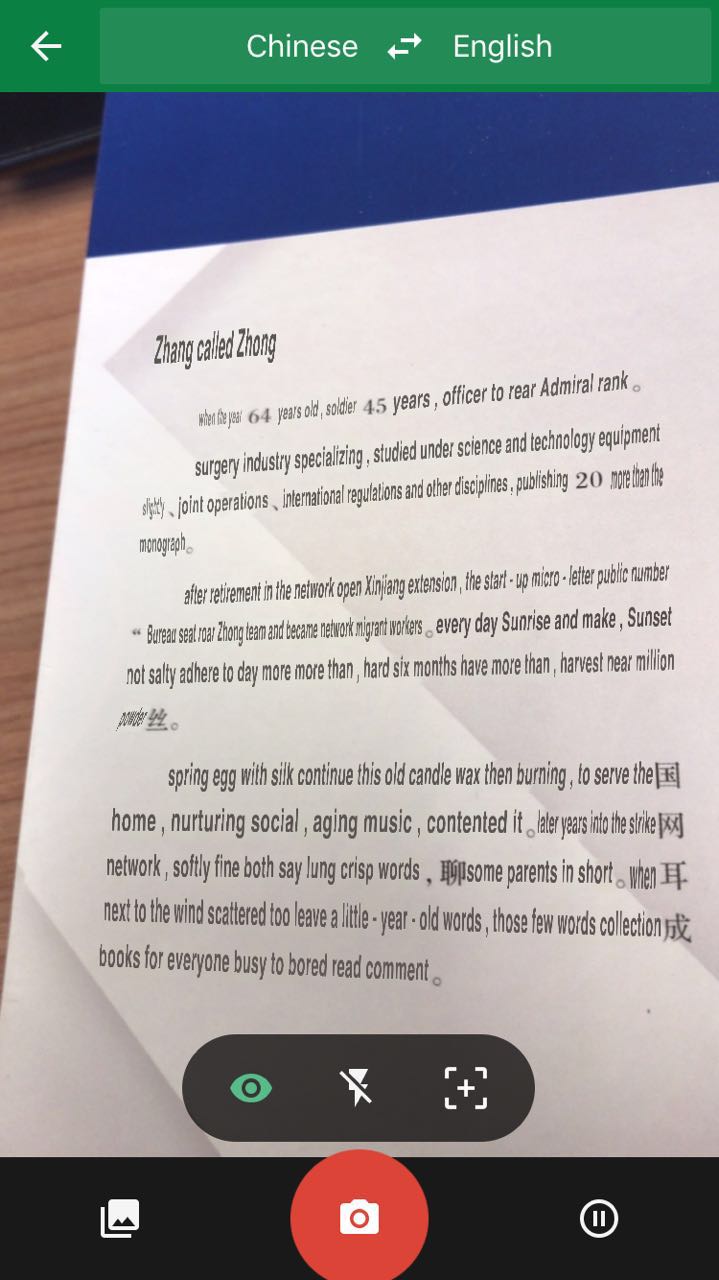 Chinese English
Zhang called Zhong
when the year 64 years old , soldier 45 years , officer to rear Admiral rank 。
surgery industry specializing , studied under science and technology equipment
slightly 、 joint operations 、 international regulations and other disciplines , publishing 20 more than the
monograph。
after retirement in the network open Xinjiang extension , the start - up micro - letter public number
“ Bureau seat roar Zhong team and became network migrant workers 。 every day Sunrise and make , Sunset
not salty adhere to day more more than , hard six months have more than , harvest near million
powder 丝 。
spring egg with silk continue this old candle wax then burning , to serve the 国
home , nurturing social , aging music , contented it 。 later years into the strike 网
network , softly fine both say lung crisp words , 聊 some parents in short 。 when 耳
next to the wind scattered too leave a little - year - old words , those few words collection 成
books for everyone busy to bored read comment 。